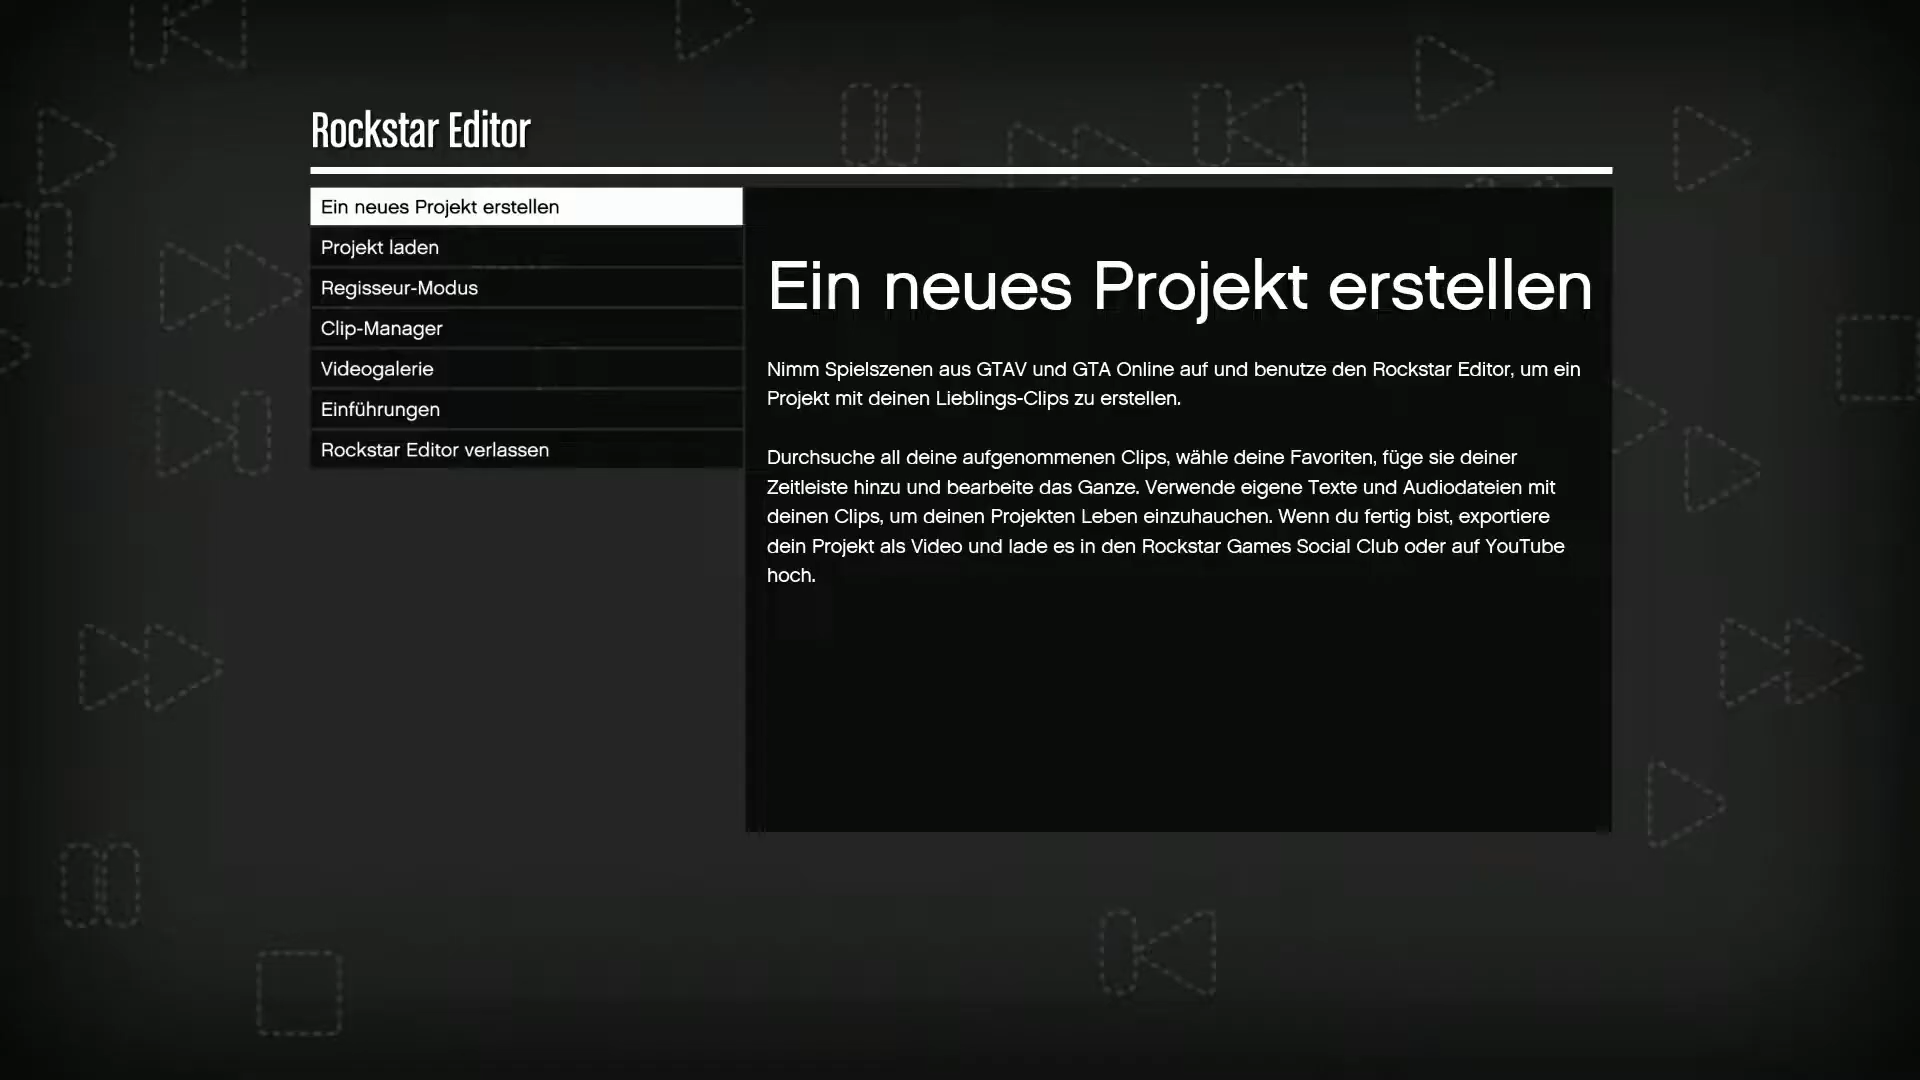 Rockstar Editor
Ein neues Projekt erstellen
Projekt laden
Regisseur-Modus
Clip-Manager
Videogalerie
Einführungen
Rockstar Editor verlassen
Ein neues Projekt erstellen
Nimm Spielszenen aus GTAV und GTA Online auf und benutze den Rockstar Editor, um ein
Projekt mit deinen Lieblings-Clips zu erstellen.
Durchsuche all deine aufgenommenen Clips, wähle deine Favoriten, füge sie deiner
Zeitleiste hinzu und bearbeite das Ganze. Verwende eigene Texte und Audiodateien mit
deinen Clips, um deinen Projekten Leben einzuhauchen. Wenn du fertig bist, exportiere
dein Projekt als Video und lade es in den Rockstar Games Social Club oder auf YouTube
hoch.